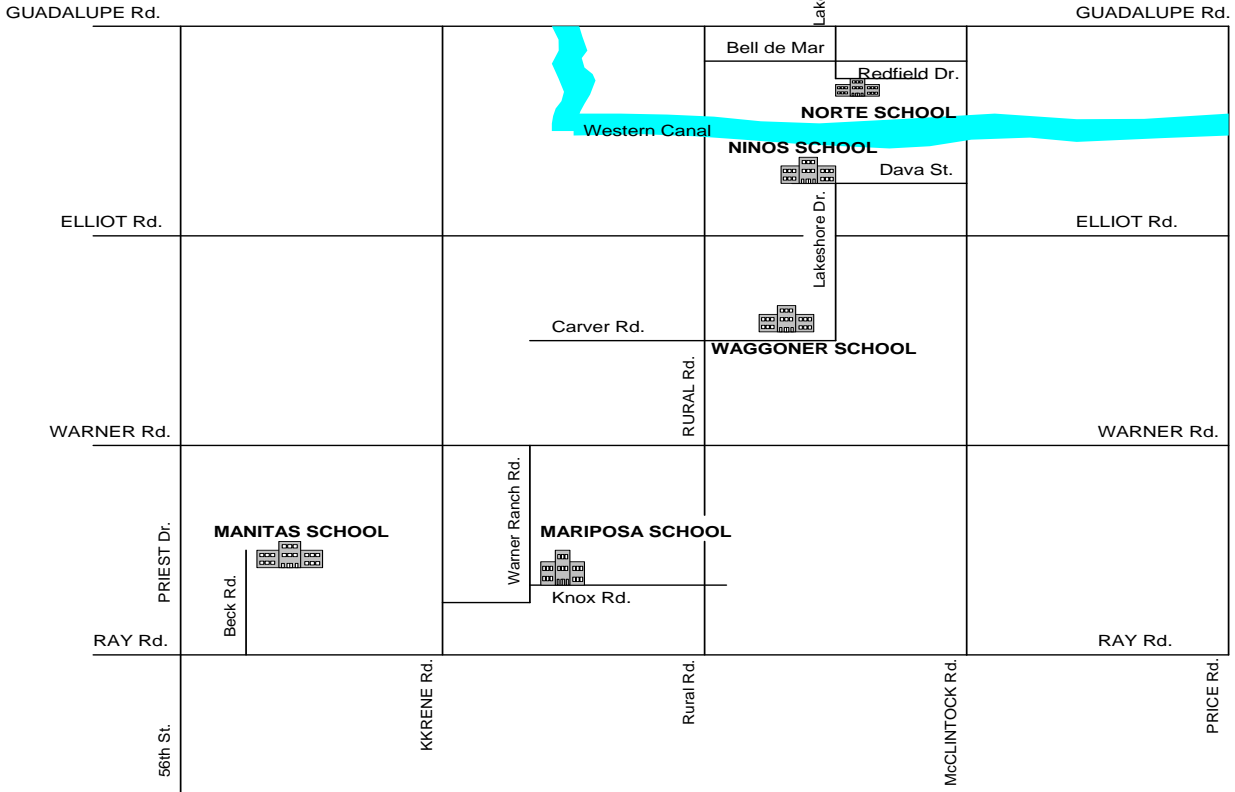 Lake
GUADALUPE Rd.
GUADALUPE Rd.
Bell de Mar
Redfield Dr.
NORTE SCHOOL
Western Canal
NINOS SCHOOL
Dava St.
ELLIOT Rd.
Lakeshore Dr.
ELLIOT Rd.
Carver Rd.
WAGGONER SCHOOL
RURAL Rd.
WARNER Rd.
WARNER Rd.
Warner Ranch Rd.
MANITAS SCHOOL
MARIPOSA SCHOOL
PRIEST Dr.
Beck Rd.
Knox Rd.
RAY Rd.
RAY Rd.
KKRENE Rd.
Rural Rd.
McCLINTOCK Rd.
PRICE Rd.
56th St.